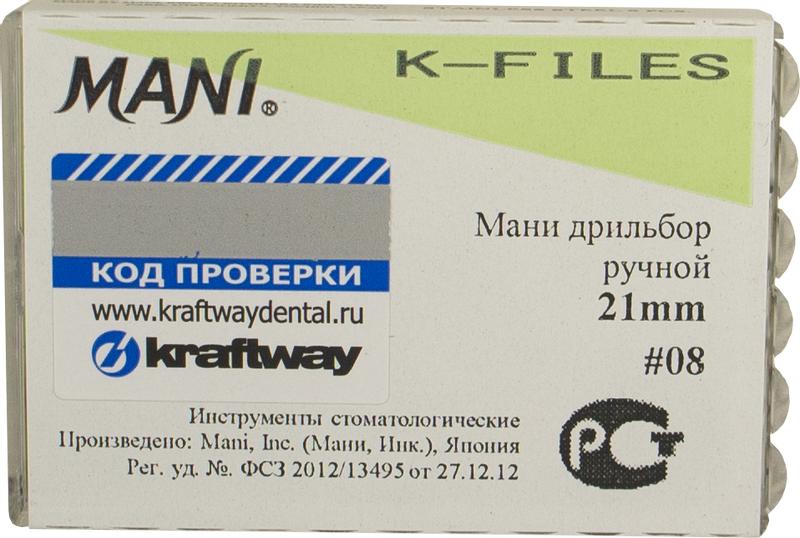 MANI®
K-FILES
КОД ПРОВЕРКИ
www.kraftwaydental.ru
kraftway
Мани дрильбор
ручной
21mm
#08
Инструменты стоматологические
Произведено: Mani, Inc. (Мани, Инк.), Япония
Рег. уд. №. ФСЗ 2012/13495 от 27.12.12
РСТ